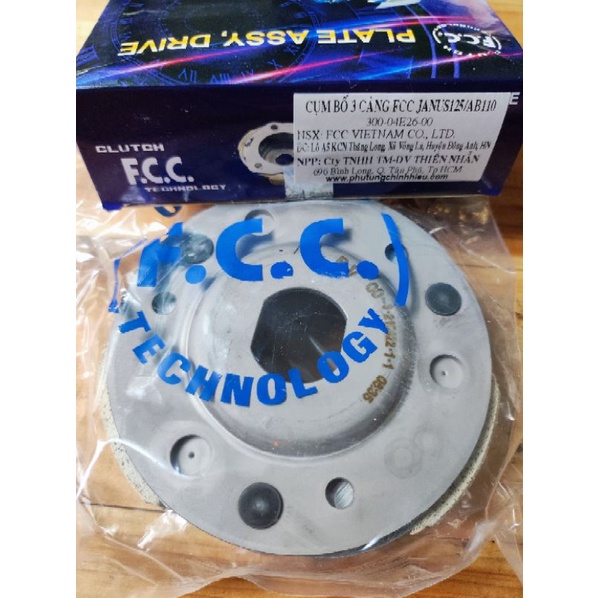 F.C.C.
PLATE ASSY, DRIVE
CLUTCH
F.C.C.
TECHNOLOGY
CỤM BỐ 3 CÀNG FCC JANUS125/AB110
300-04E26-00
NSX: FCC VIETNAM CO., LTD.
ĐC: Lô A5 KCN Thăng Long, Xã Võng La, Huyện Đông Anh, HN
NPP: Cty TNHH TM-DV THIÊN NHÂN
696 Bình Long, Q. Tân Phú, Tp HCM
www.phutungchinhhieu.com
F.C.C.
TECHNOLOGY